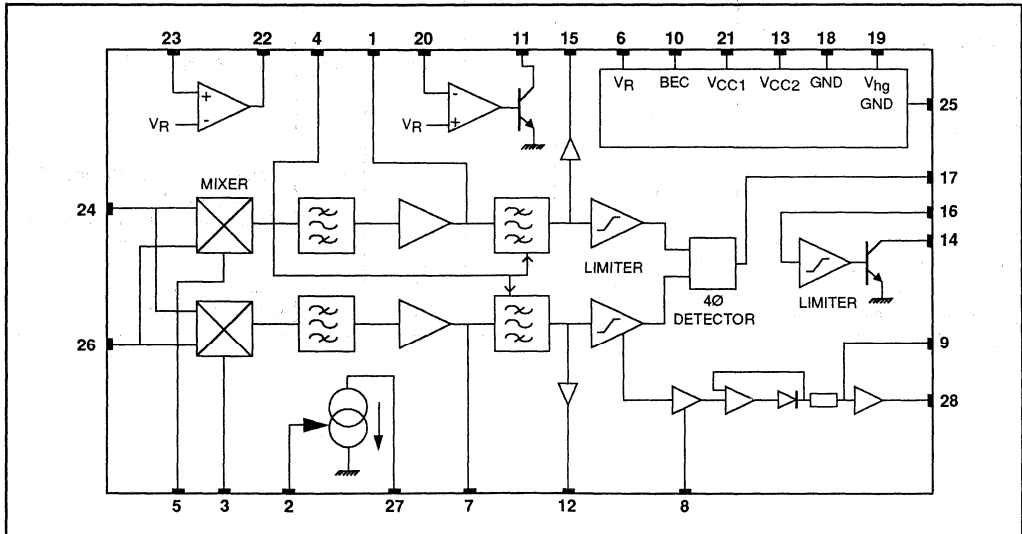 23 22 4 1 20 11 15 6 10 21 13 18 19
VR BEC VCC1 VCC2 GND Vhg
GND
25
+
-
VR
-
+
VR
MIXER
17
24
16
14
LIMITER
4Ø
DETECTOR
LIMITER
26
9
28
5 3 2 27 7 12 8